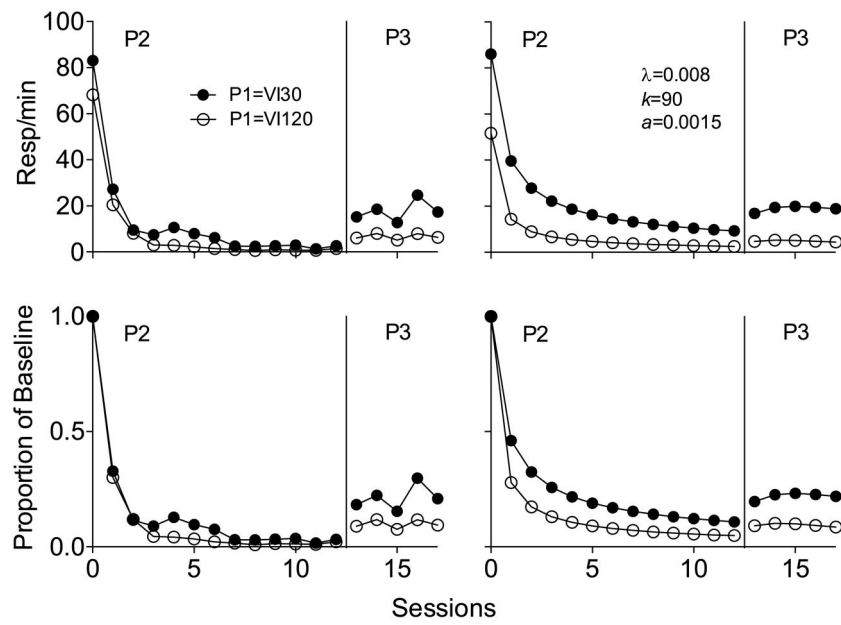 P2
P3
P2
P3
100
80
60
40
20
0
Resp/min
P1=VI30
P1=VI120
λ=0.008
k=90
a=0.0015
P2
P3
P2
P3
1.0
0.5
0.0
Proportion of Baseline
0
5
10
15
0
5
10
15
Sessions